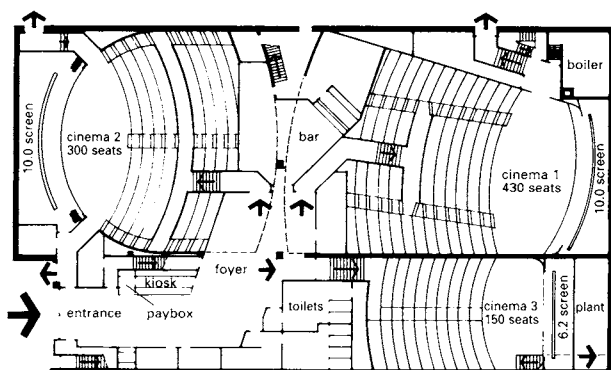 boiler
10.0 screen
cinema 2
300 seats
bar
cinema 1
430 seats
10.0 screen
foyer
kiosk
entrance
paybox
toilets
cinema 3
150 seats
6.2 screen
plant